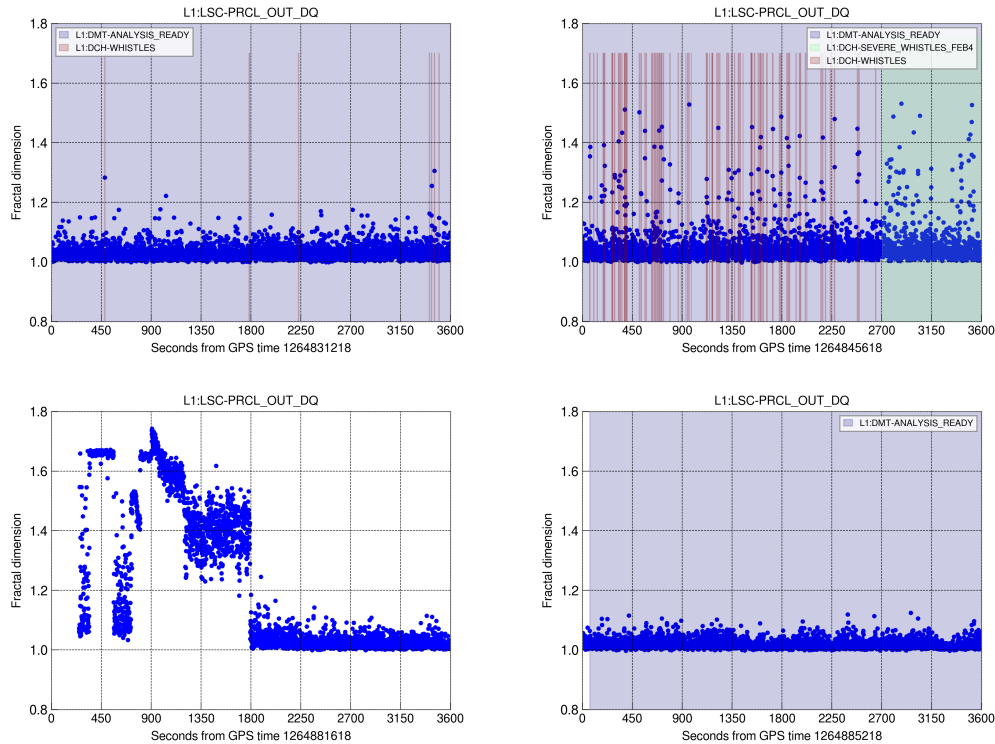 L1:LSC-PRCL_OUT_DQ
L1:DMT-ANALYSIS_READY
L1:DCH-WHISTLES
Fractal dimension
1.8
1.6
1.4
1.2
1.0
0.8
0 450 900 1350 1800 2250 2700 3150 3600
Seconds from GPS time 1264831218
L1:LSC-PRCL_OUT_DQ
L1:DMT-ANALYSIS_READY
L1:DCH-SEVERE_WHISTLES_FEB4
L1:DCH-WHISTLES
Fractal dimension
1.8
1.6
1.4
1.2
1.0
0.8
0 450 900 1350 1800 2250 2700 3150 3600
Seconds from GPS time 1264845618
L1:LSC-PRCL_OUT_DQ
Fractal dimension
1.8
1.6
1.4
1.2
1.0
0.8
0 450 900 1350 1800 2250 2700 3150 3600
Seconds from GPS time 1264881618
L1:LSC-PRCL_OUT_DQ
L1:DMT-ANALYSIS_READY
Fractal dimension
1.8
1.6
1.4
1.2
1.0
0.8
0 450 900 1350 1800 2250 2700 3150 3600
Seconds from GPS time 1264885218